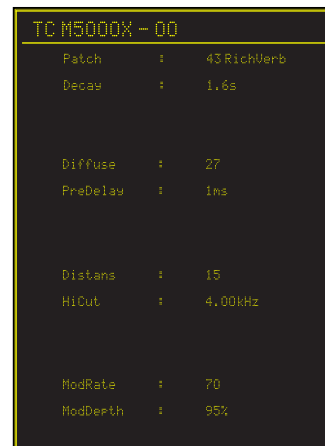 TC M5000X - 00
Patch : 43 RichVerb
Decay : 1.6s
Diffuse : 27
PreDelay : 1ms
Distans : 15
HiCut : 4.00kHz
ModRate : 70
ModDepth : 95%